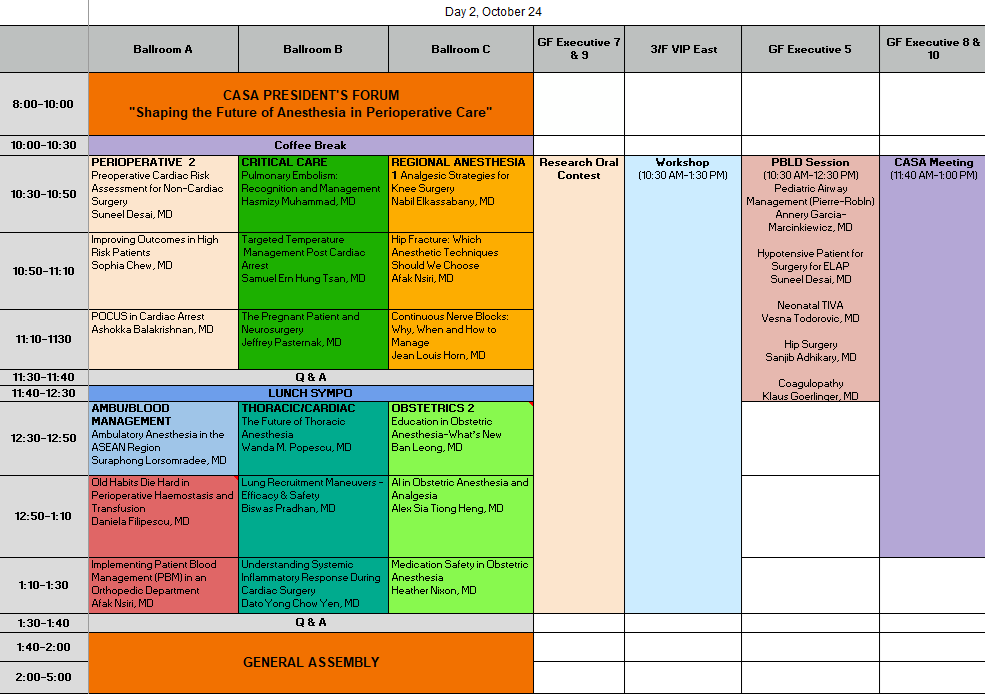 Day 2, October 24
Ballroom A
Ballroom B
Ballroom C
GF Executive 7
& 9
3/F VIP East
GF Executive 5
GF Executive 8 &
10
8:00-10:00
CASA PRESIDENT'S FORUM
"Shaping the Future of Anesthesia in Perioperative Care"
10:00-10:30
Coffee Break
10:30-10:50
PERIOPERATIVE 2
Preoperative Cardiac Risk
Assessment for Non-Cardiac
Surgery
Suneel Desai, MD
CRITICAL CARE
Pulmonary Embolism:
Recognition and Management
Hasmizy Muhammad, MD
REGIONAL ANESTHESIA
1 Analgesic Strategies for
Knee Surgery
Nabil Elkassabany, MD
Research Oral
Contest
Workshop
(10:30 AM-1:30 PM)
PBLD Session
(10:30 AM-12:30 PM)
Pediatric Airway
Management (Pierre-Robln)
Annery Garcia-
Marcinkiewicz, MD
Hypotensive Patient for
Surgery for ELAP
Suneel Desai, MD
Neonatal TIVA
Vesna Todorovic, MD
Hip Surgery
Sanjib Adhikary, MD
Coagulopathy
Klaus Goerlinger, MD
CASA Meeting
(11:40 AM-1:00 PM)
10:50-11:10
Improving Outcomes in High
Risk Patients
Sophia Chew, MD
Targeted Temperature
Management Post Cardiac
Arrest
Samuel Ern Hung Tsan, MD
Hip Fracture: Which
Anesthetic Techniques
Should We Choose
Afak Nsiri, MD
11:10-1130
POCUS in Cardiac Arrest
Ashokka Balakrishnan, MD
The Pregnant Patient and
Neurosurgery
Jeffrey Pasternak, MD
Continuous Nerve Blocks:
Why, When and How to
Manage
Jean Louis Horn, MD
11:30-11:40
Q & A
11:40-12:30
LUNCH SYMPO
12:30-12:50
AMBU/BLOOD
MANAGEMENT
Ambulatory Anesthesia in the
ASEAN Region
Suraphong Lorsomradee, MD
THORACIC/CARDIAC
The Future of Thoracic
Anesthesia
Wanda M. Popescu, MD
OBSTETRICS 2
Education in Obstetric
Anesthesia-What's New
Ban Leong, MD
12:50-1:10
Old Habits Die Hard in
Perioperative Haemostasis and
Transfusion
Daniela Filipescu, MD
Lung Recruitment Maneuvers -
Efficacy & Safety
Biswas Pradhan, MD
AI in Obstetric Anesthesia and
Analgesia
Alex Sia Tiong Heng, MD
1:10-1:30
Implementing Patient Blood
Management (PBM) in an
Orthopedic Department
Afak Nsiri, MD
Understanding Systemic
Inflammatory Response During
Cardiac Surgery
Dato Yong Chow Yen, MD
Medication Safety in Obstetric
Anesthesia
Heather Nixon, MD
1:30-1:40
Q & A
1:40-2:00
GENERAL ASSEMBLY
2:00-5:00